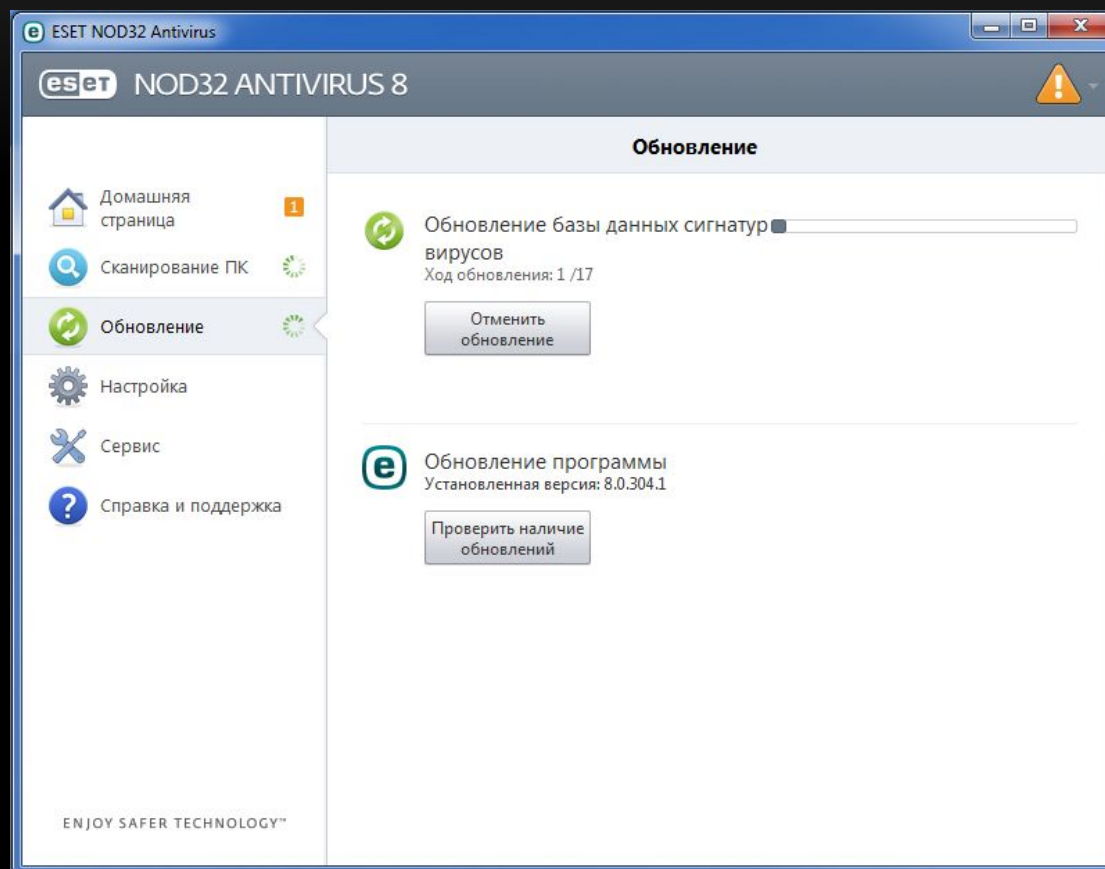 ESET NOD32 Antivirus
eset NOD32 ANTIVIRUS 8
Домашняя
страница
1
Сканирование ПК
Обновление
Настройка
Сервис
Справка и поддержка
ENJOY SAFER TECHNOLOGY™
Обновление
Обновление базы данных сигнатур
вирусов
Ход обновления: 1 /17
Отменить
обновление
Обновление программы
Установленная версия: 8.0.304.1
Проверить наличие
обновлений